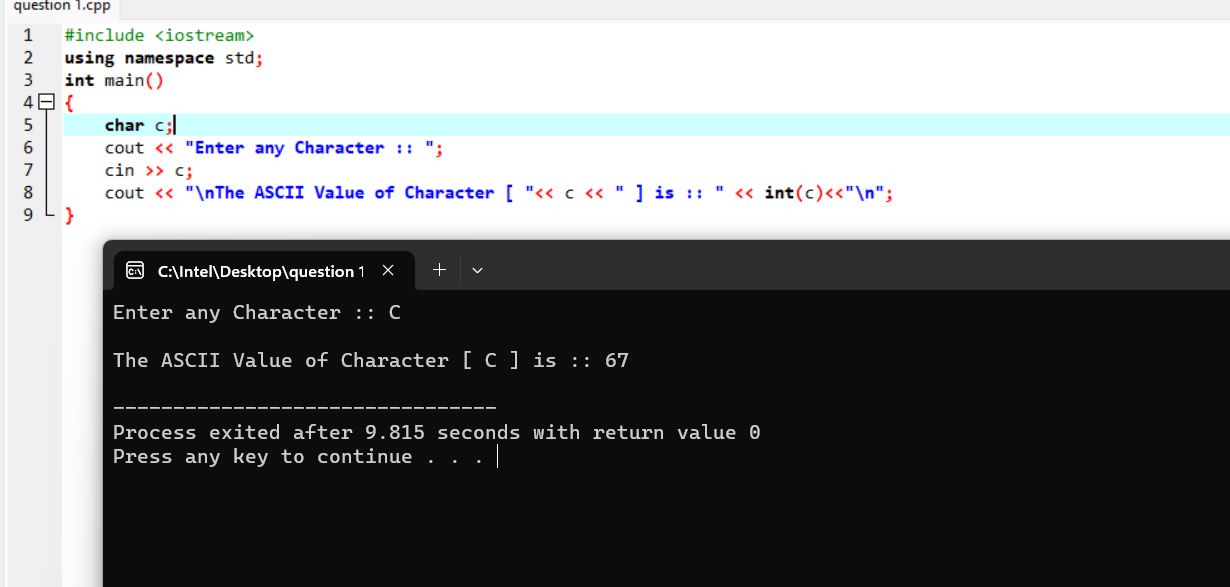 question 1.cpp
1 #include <iostream>
2 using namespace std;
3 int main()
4 {
5 char c;
6 cout << "Enter any Character :: ";
7 cin >> c;
8 cout << "\nThe ASCII Value of Character [ "<< c << " ] is :: " << int(c)<<"\n";
9 }
C:\Intel\Desktop\question 1
Enter any Character :: C
The ASCII Value of Character [ C ] is :: 67
--------------------------------
Process exited after 9.815 seconds with return value 0
Press any key to continue . . .